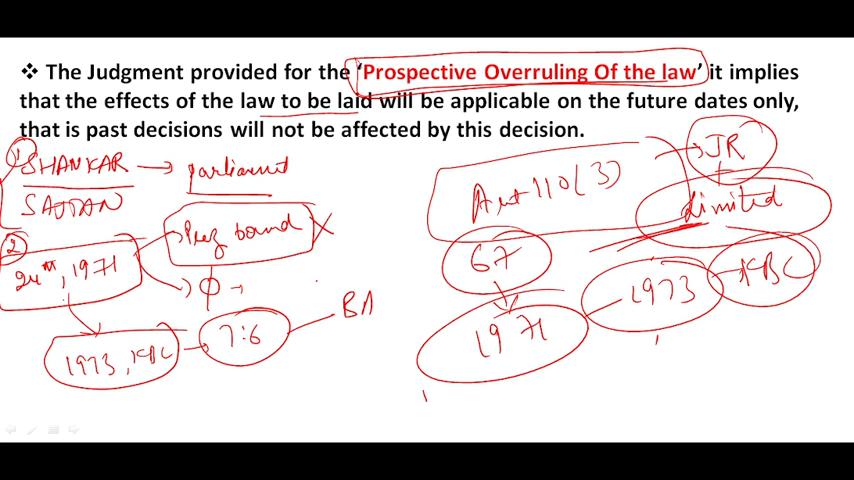 ❖ The Judgment provided for the ‘Prospective Overruling Of the law’ it implies
that the effects of the law to be laid will be applicable on the future dates only,
that is past decisions will not be affected by this decision.
1 SHANKAR → parliament
SAJJAN
2
24th, 1971
Prez bound X
1973, KBC
7:6
BA
Art 110(3)
JR
limited
67
1971
1973
KBC